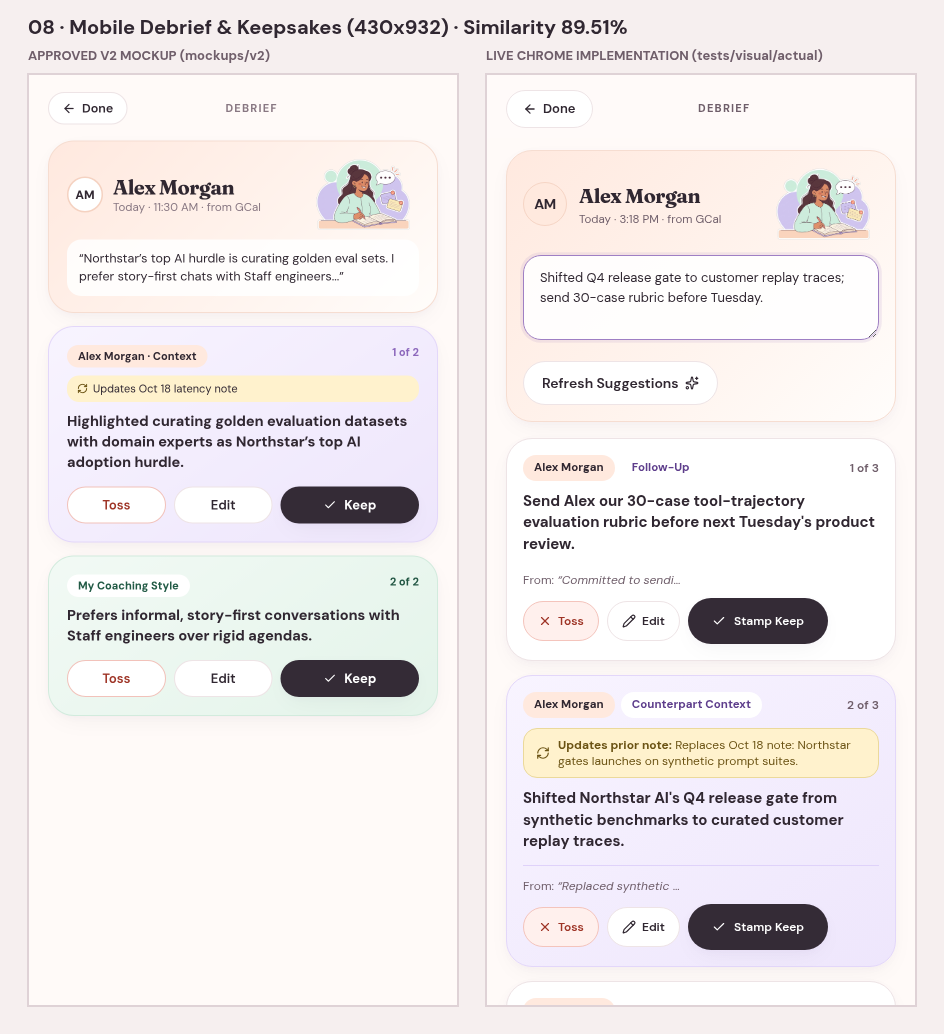 08 · Mobile Debrief & Keepsakes (430x932) · Similarity 89.51%
APPROVED V2 MOCKUP (mockups/v2)
← Done
DEBRIEF
AM
Alex Morgan
Today · 11:30 AM · from GCal
“Northstar’s top AI hurdle is curating golden eval sets. I
prefer story-first chats with Staff engineers…”
Alex Morgan · Context
1 of 2
Updates Oct 18 latency note
Highlighted curating golden evaluation datasets
with domain experts as Northstar’s top AI
adoption hurdle.
Toss
Edit
✓ Keep
My Coaching Style
2 of 2
Prefers informal, story-first conversations with
Staff engineers over rigid agendas.
Toss
Edit
✓ Keep
LIVE CHROME IMPLEMENTATION (tests/visual/actual)
← Done
DEBRIEF
AM
Alex Morgan
Today · 3:18 PM · from GCal
Shifted Q4 release gate to customer replay traces;
send 30-case rubric before Tuesday.
Refresh Suggestions
Alex Morgan
Follow-Up
1 of 3
Send Alex our 30-case tool-trajectory
evaluation rubric before next Tuesday's product
review.
From: “Committed to sendi…
Toss
Edit
✓ Stamp Keep
Alex Morgan
Counterpart Context
2 of 3
Updates prior note: Replaces Oct 18 note: Northstar
gates launches on synthetic prompt suites.
Shifted Northstar AI's Q4 release gate from
synthetic benchmarks to curated customer
replay traces.
From: “Replaced synthetic …
Toss
Edit
✓ Stamp Keep